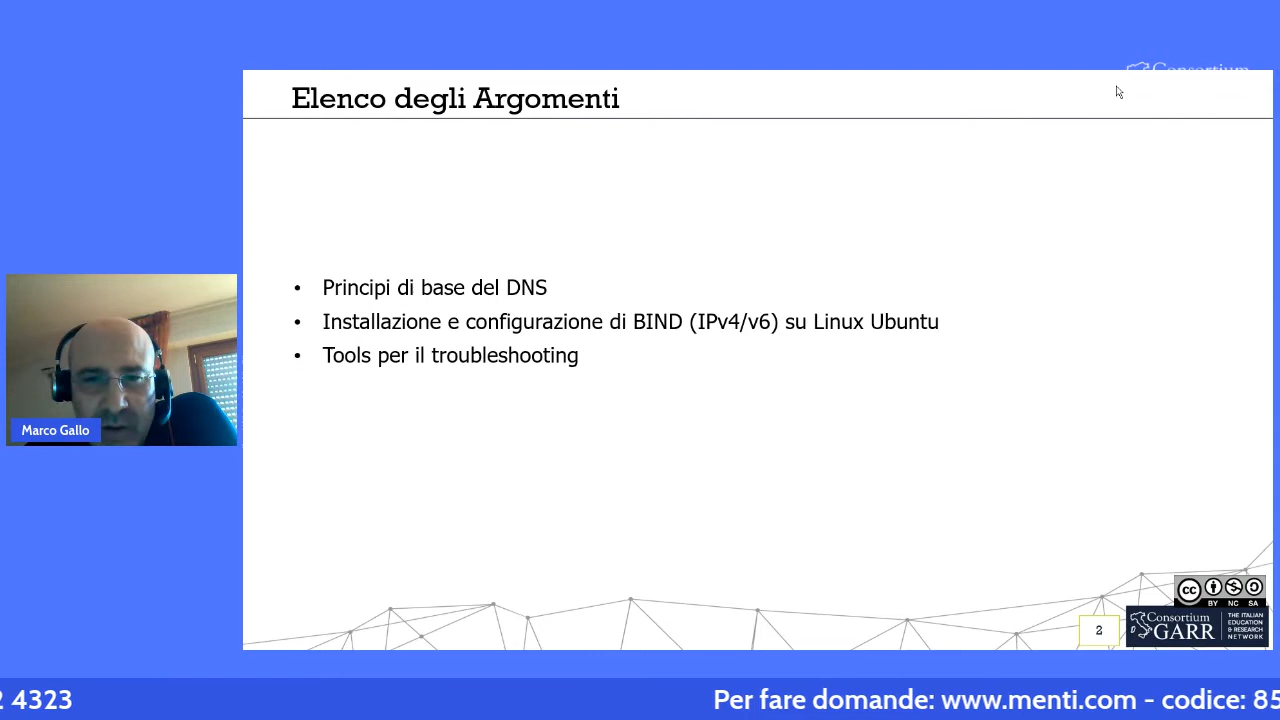 Consortium
Elenco degli Argomenti
• Principi di base del DNS
• Installazione e configurazione di BIND (IPv4/v6) su Linux Ubuntu
• Tools per il troubleshooting
Marco Gallo
cc
BY NC SA
2
Consortium
GARR
THE ITALIAN
EDUCATION
& RESEARCH
NETWORK
2 4323
Per fare domande: www.menti.com - codice: 85